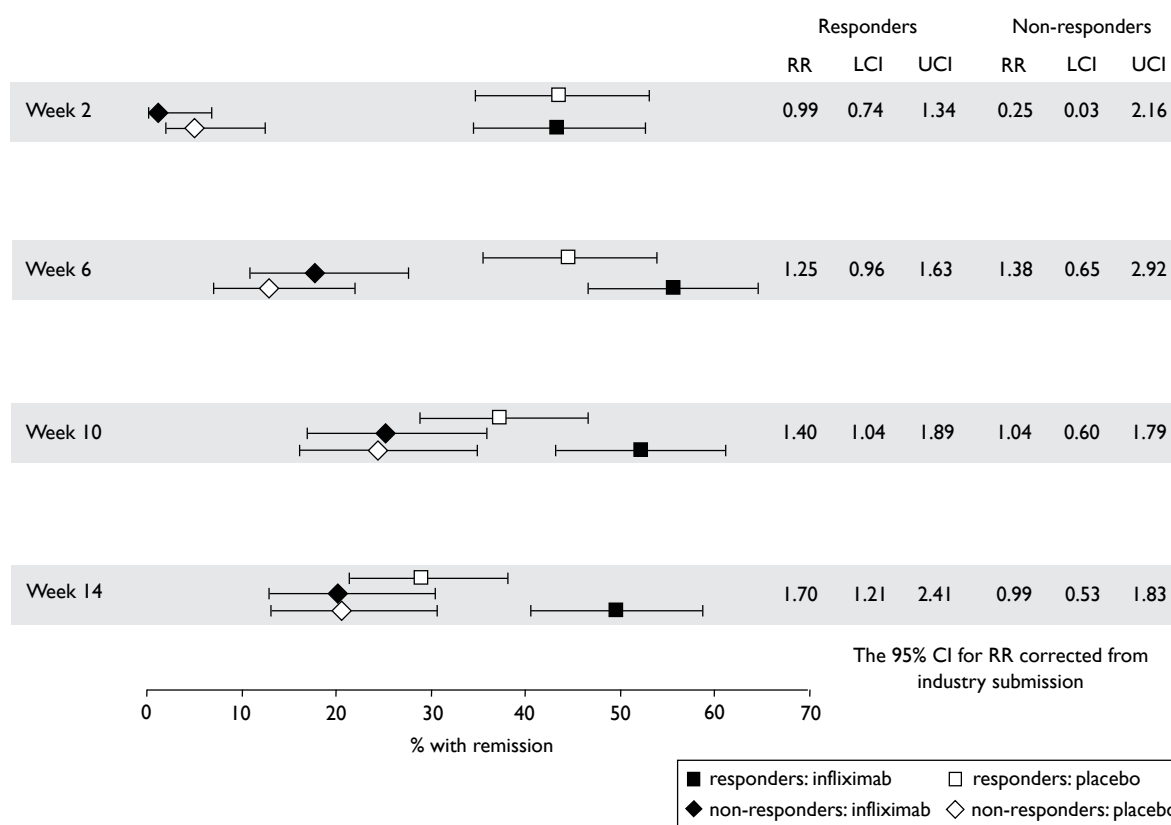 Responders Non-responders
RR LCI UCI RR LCI UCI
Week 2 0.99 0.74 1.34 0.25 0.03 2.16
Week 6 1.25 0.96 1.63 1.38 0.65 2.92
Week 10 1.40 1.04 1.89 1.04 0.60 1.79
Week 14 1.70 1.21 2.41 0.99 0.53 1.83
The 95% CI for RR corrected from
industry submission
0 10 20 30 40 50 60 70
% with remission
responders: infliximab responders: placebo
non-responders: infliximab non-responders: placebo